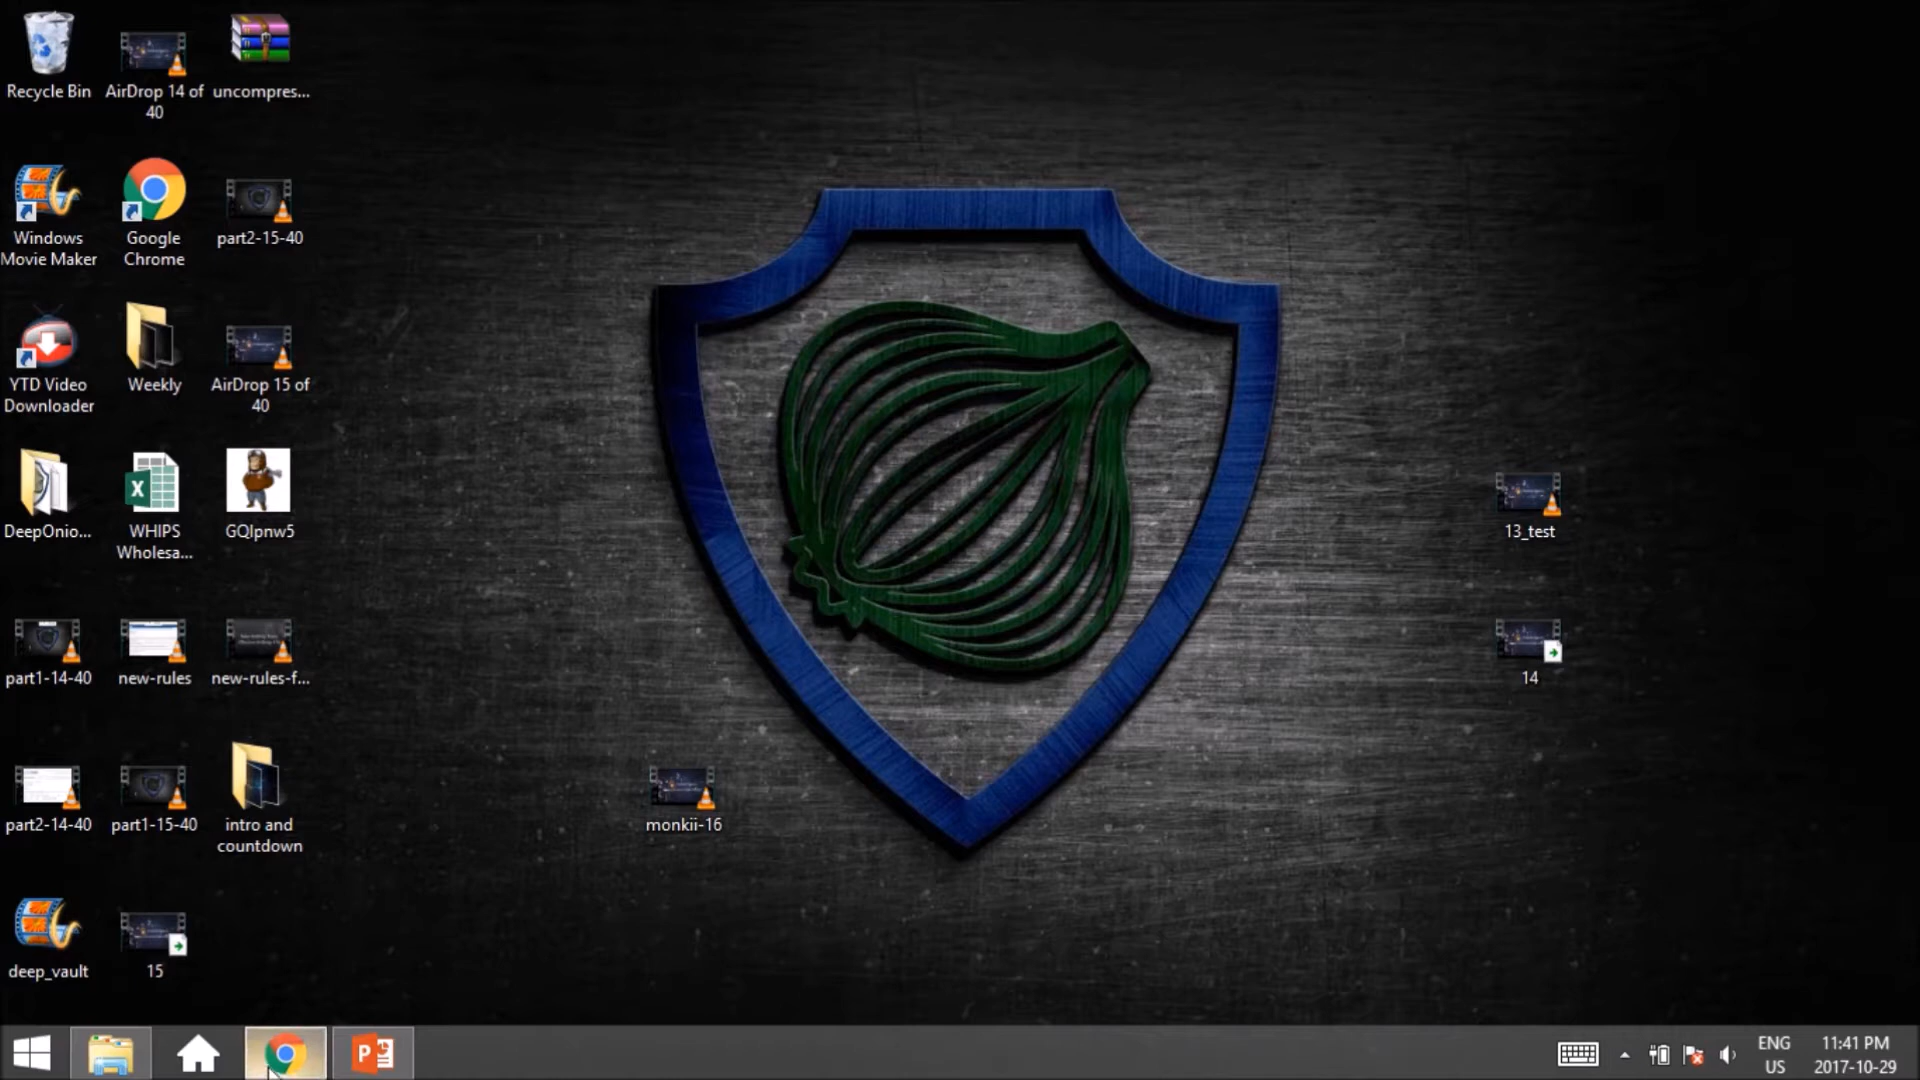 Recycle Bin
AirDrop 14 of
40
uncompres...
Windows
Movie Maker
Google
Chrome
part2-15-40
YTD Video
Downloader
Weekly
AirDrop 15 of
40
DeepOnio...
WHIPS
Wholesa...
GQlpnw5
part1-14-40
new-rules
new-rules-f...
part2-14-40
part1-15-40
intro and
countdown
deep_vault
15
monkii-16
13_test
14
ENG
US
11:41 PM
2017-10-29